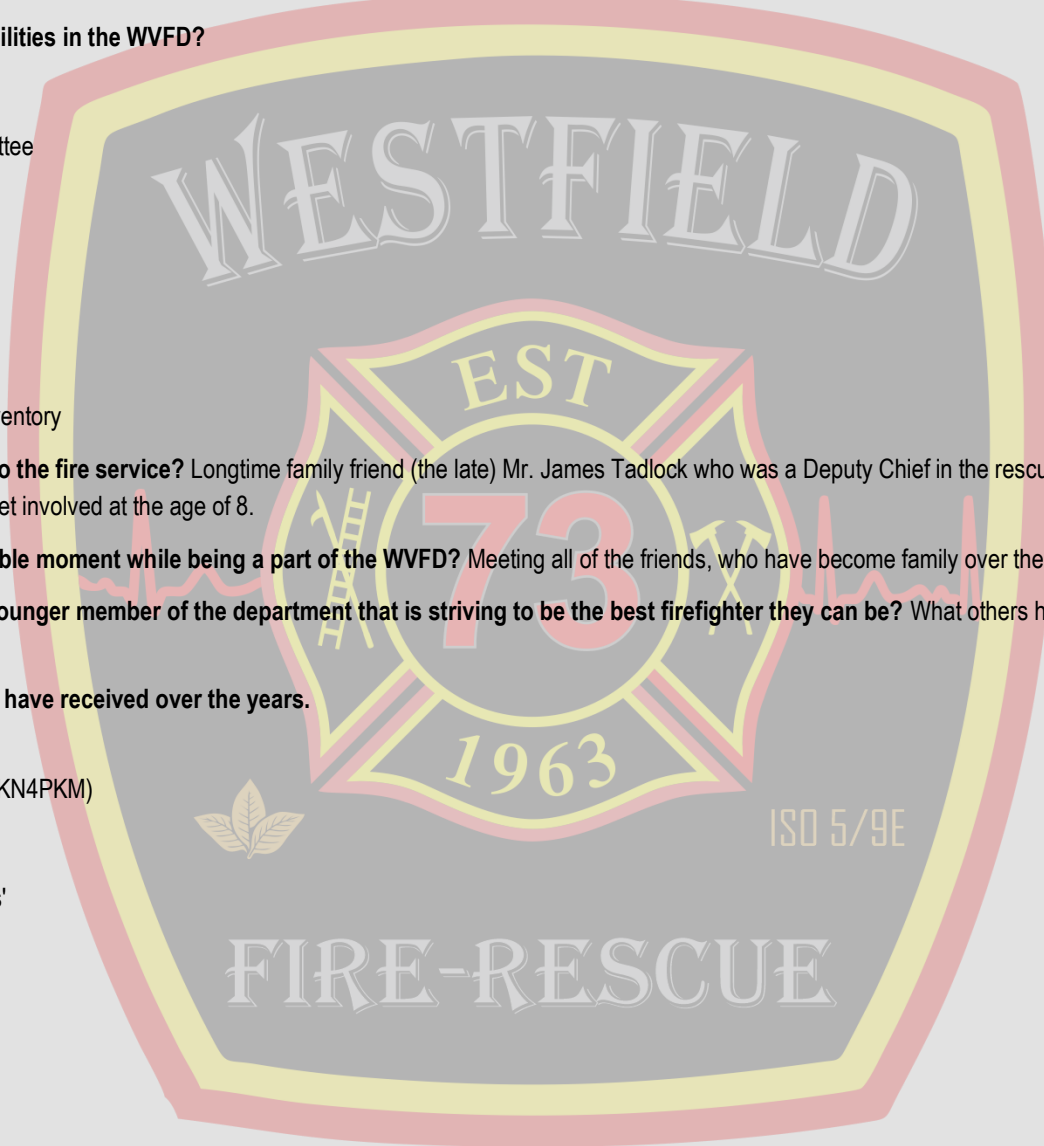 ilities in the WVFD?
ttee
WESTFIELD
EST
entory
o the fire service? Longtime family friend (the late) Mr. James Tadlock who was a Deputy Chief in the rescu
et involved at the age of 8.
73
ble moment while being a part of the WVFD? Meeting all of the friends, who have become family over the
ounger member of the department that is striving to be the best firefighter they can be? What others h
have received over the years.
1963
KN4PKM)
ISO 5/9E
s'
FIRE-RESCUE